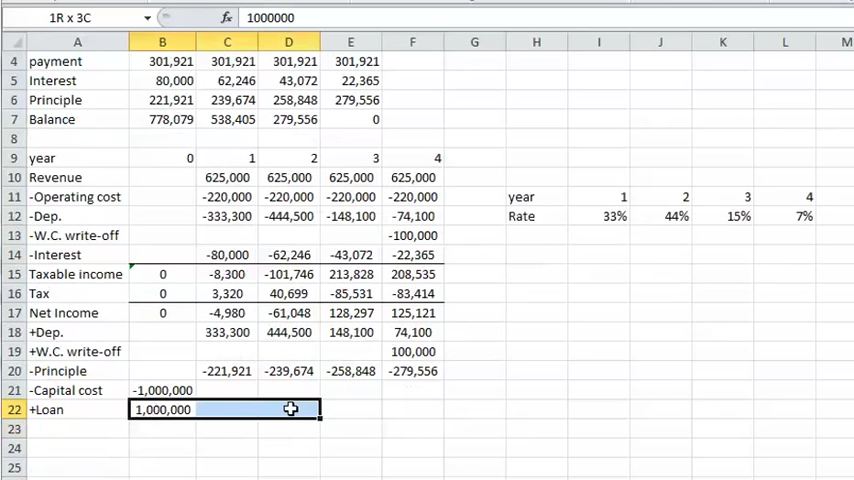 1R x 3C fx 1000000
A B C D E F G H I J K L M
4 payment 301,921 301,921 301,921 301,921
5 Interest 80,000 62,246 43,072 22,365
6 Principle 221,921 239,674 258,848 279,556
7 Balance 778,079 538,405 279,556 0
8
9 year 0 1 2 3 4
10 Revenue 625,000 625,000 625,000 625,000
11 -Operating cost -220,000 -220,000 -220,000 -220,000 year 1 2 3 4
12 -Dep. -333,300 -444,500 -148,100 -74,100 Rate 33% 44% 15% 7%
13 -W.C. write-off -100,000
14 -Interest -80,000 -62,246 -43,072 -22,365
15 Taxable income 0 -8,300 -101,746 213,828 208,535
16 Tax 0 3,320 40,699 -85,531 -83,414
17 Net Income 0 -4,980 -61,048 128,297 125,121
18 +Dep. 333,300 444,500 148,100 74,100
19 +W.C. write-off 100,000
20 -Principle -221,921 -239,674 -258,848 -279,556
21 -Capital cost -1,000,000
22 +Loan 1,000,000
23
24
25